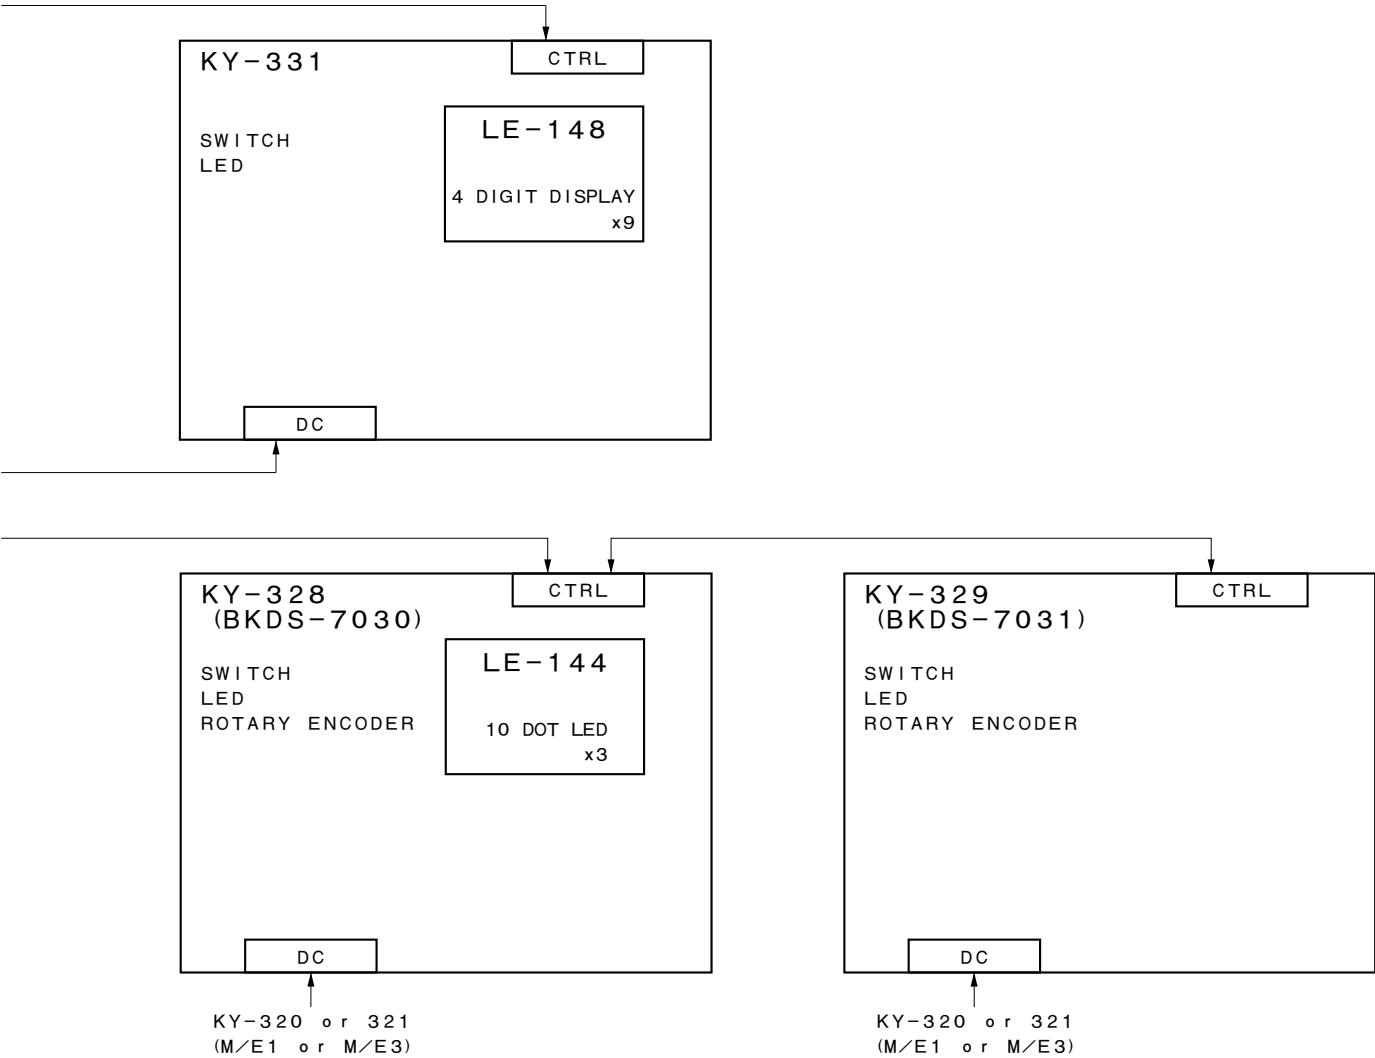 KY-331
CTRL
SWITCH
LED
LE-148
4 DIGIT DISPLAY
x9
DC
KY-328
(BKDS-7030)
CTRL
SWITCH
LED
ROTARY ENCODER
LE-144
10 DOT LED
x3
DC
KY-320 or 321
(M/E1 or M/E3)
KY-329
(BKDS-7031)
CTRL
SWITCH
LED
ROTARY ENCODER
DC
KY-320 or 321
(M/E1 or M/E3)